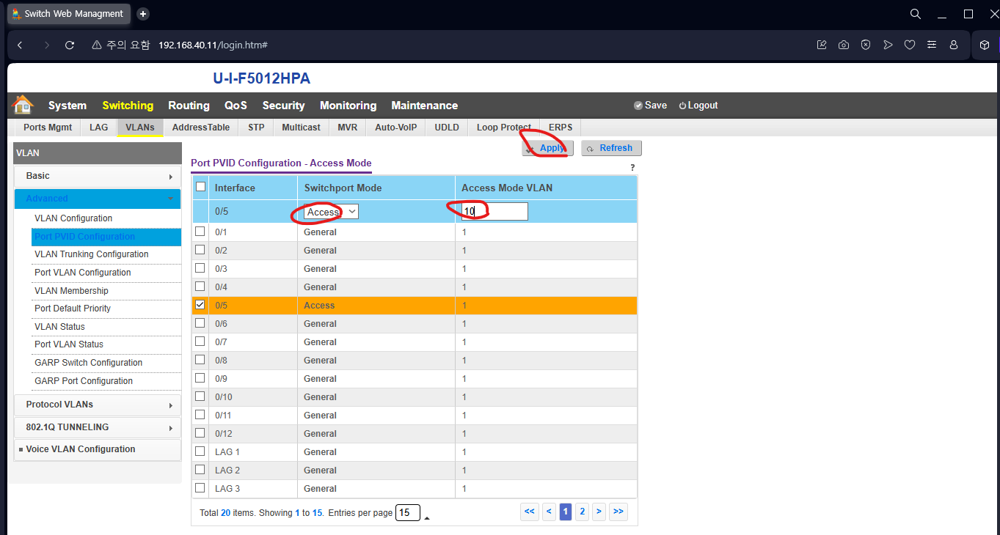 Switch Web Managment
주의 요함 192.168.40.11/login.htm#
U-I-F5012HPA
System Switching Routing QoS Security Monitoring Maintenance Save Logout
Ports Mgmt LAG VLANs AddressTable STP Multicast MVR Auto-VoIP UDLD Loop Protect ERPS
VLAN
Basic
Advanced
VLAN Configuration
Port PVID Configuration
VLAN Trunking Configuration
Port VLAN Configuration
VLAN Membership
Port Default Priority
VLAN Status
Port VLAN Status
GARP Switch Configuration
GARP Port Configuration
Protocol VLANs
802.1Q TUNNELING
Voice VLAN Configuration
Apply Refresh
Port PVID Configuration - Access Mode ?
Interface Switchport Mode Access Mode VLAN
0/5 Access 10
0/1 General 1
0/2 General 1
0/3 General 1
0/4 General 1
0/5 Access 1
0/6 General 1
0/7 General 1
0/8 General 1
0/9 General 1
0/10 General 1
0/11 General 1
0/12 General 1
LAG 1 General 1
LAG 2 General 1
LAG 3 General 1
Total 20 items. Showing 1 to 15. Entries per page 15 << < 1 2 > >>